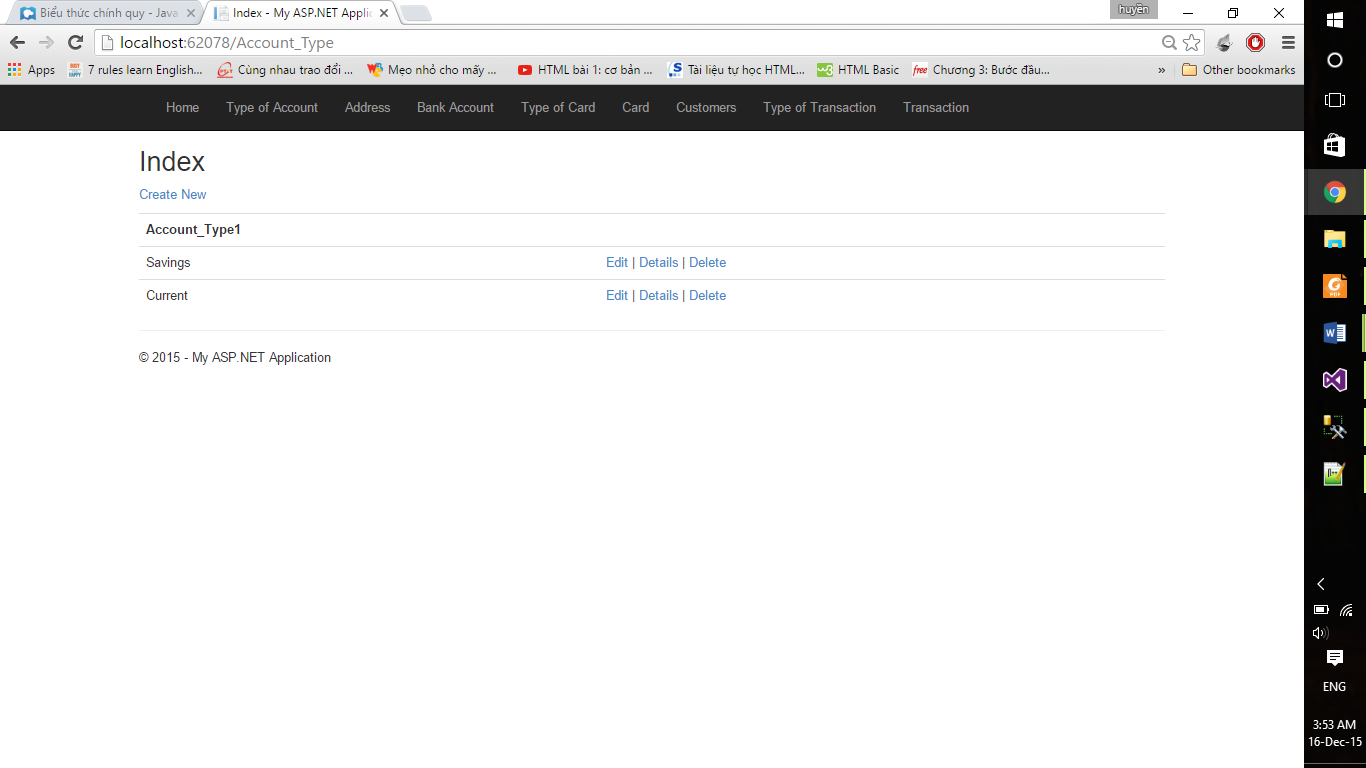 Biểu thức chính quy - Java
Index - My ASP.NET Applic
huyền
localhost:62078/Account_Type
Apps
7 rules learn English...
Cùng nhau trao đổi ...
Mẹo nhỏ cho mấy ...
HTML bài 1: cơ bản ...
Tài liệu tự học HTML...
HTML Basic
Chương 3: Bước đầu...
» Other bookmarks
Home Type of Account Address Bank Account Type of Card Card Customers Type of Transaction Transaction
Index
Create New
Account_Type1
Savings Edit | Details | Delete
Current Edit | Details | Delete
© 2015 - My ASP.NET Application
ENG
3:53 AM
16-Dec-15